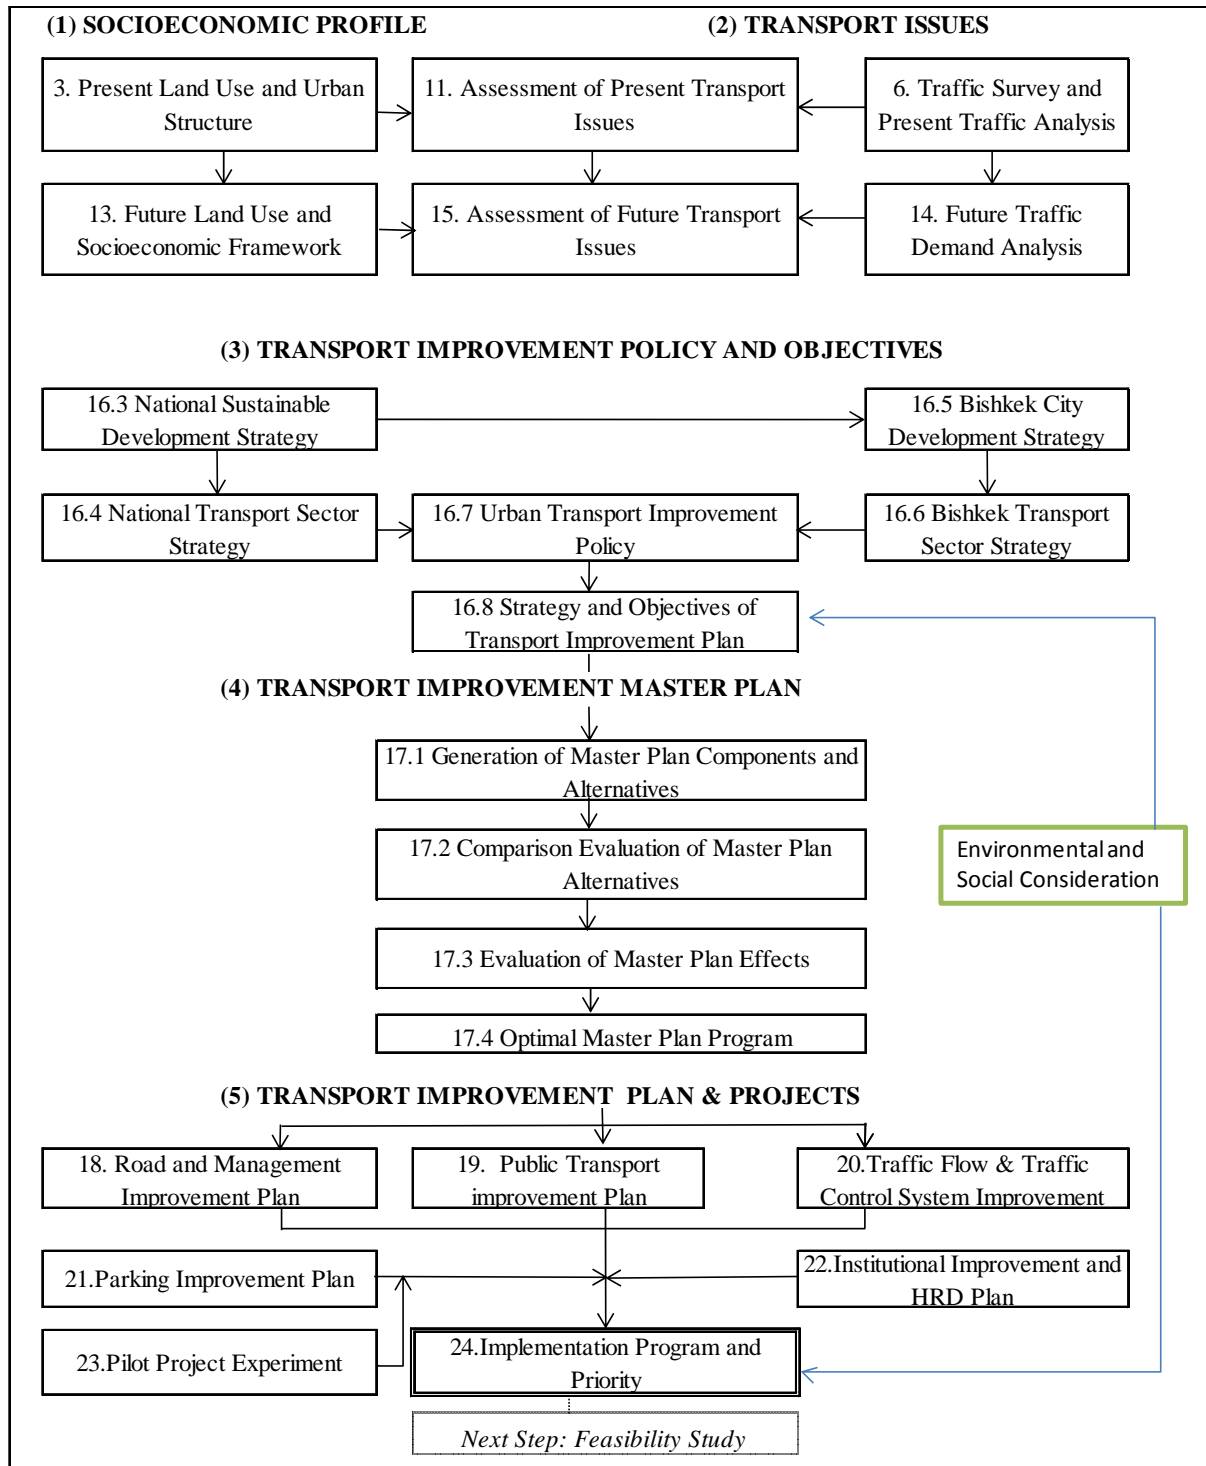 (1) SOCIOECONOMIC PROFILE
(2) TRANSPORT ISSUES
3. Present Land Use and Urban
Structure
11. Assessment of Present Transport
Issues
6. Traffic Survey and
Present Traffic Analysis
13. Future Land Use and
Socioeconomic Framework
15. Assessment of Future Transport
Issues
14. Future Traffic
Demand Analysis
(3) TRANSPORT IMPROVEMENT POLICY AND OBJECTIVES
16.3 National Sustainable
Development Strategy
16.5 Bishkek City
Development Strategy
16.4 National Transport Sector
Strategy
16.7 Urban Transport Improvement
Policy
16.6 Bishkek Transport
Sector Strategy
16.8 Strategy and Objectives of
Transport Improvement Plan
(4) TRANSPORT IMPROVEMENT MASTER PLAN
17.1 Generation of Master Plan Components and
Alternatives
17.2 Comparison Evaluation of Master Plan
Alternatives
Environmental and
Social Consideration
17.3 Evaluation of Master Plan Effects
17.4 Optimal Master Plan Program
(5) TRANSPORT IMPROVEMENT PLAN & PROJECTS
18. Road and Management
Improvement Plan
19. Public Transport
improvement Plan
20.Traffic Flow & Traffic
Control System Improvement
21.Parking Improvement Plan
22.Institutional Improvement and
HRD Plan
23.Pilot Project Experiment
24.Implementation Program and
Priority
Next Step: Feasibility Study